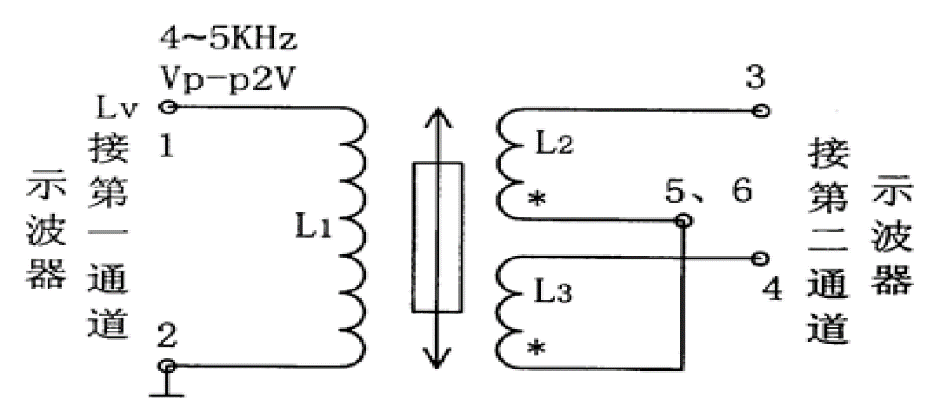 4~5KHz
Vp-p2V
Lv
1
接第一通道
示波器
2
L1
L2
*
L3
*
3
5、6
4
接第二通道
示波器